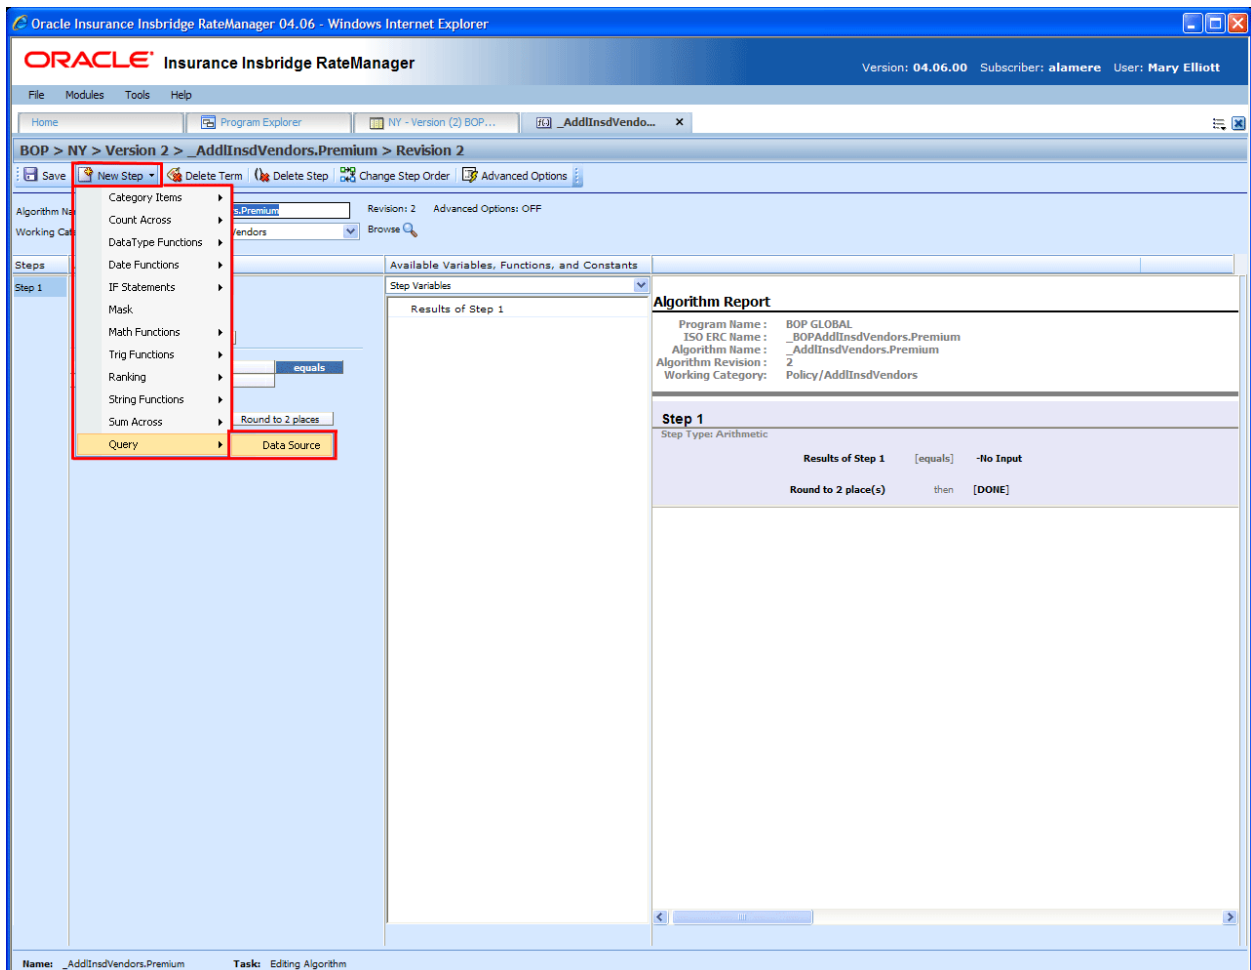 Oracle Insurance Insbridge RateManager 04.06 - Windows Internet Explorer
ORACLE Insurance Insbridge RateManager
Version: 04.06.00 Subscriber: alamere User: Mary Elliott
File Modules Tools Help
Home Program Explorer NY - Version (2) BOP... _AddlInsdVendo... x
BOP > NY > Version 2 > _AddlInsdVendors.Premium > Revision 2
Save New Step Delete Term Delete Step Change Step Order Advanced Options
Algorithm Na s.Premium Revision: 2 Advanced Options: OFF
Working Cat endors Browse
Steps Available Variables, Functions, and Constants
Step 1
Category Items
Count Across
DataType Functions
Date Functions
IF Statements
Mask
Math Functions
Trig Functions
Ranking
String Functions
Sum Across
Query
Data Source
equals
Round to 2 places
Step Variables
Results of Step 1
Algorithm Report
Program Name : BOP GLOBAL
ISO ERC Name : _BOPAddlInsdVendors.Premium
Algorithm Name : _AddlInsdVendors.Premium
Algorithm Revision : 2
Working Category: Policy/AddlInsdVendors
Step 1
Step Type: Arithmetic
Results of Step 1 [equals] -No Input
Round to 2 place(s) then [DONE]
Name: _AddlInsdVendors.Premium Task: Editing Algorithm